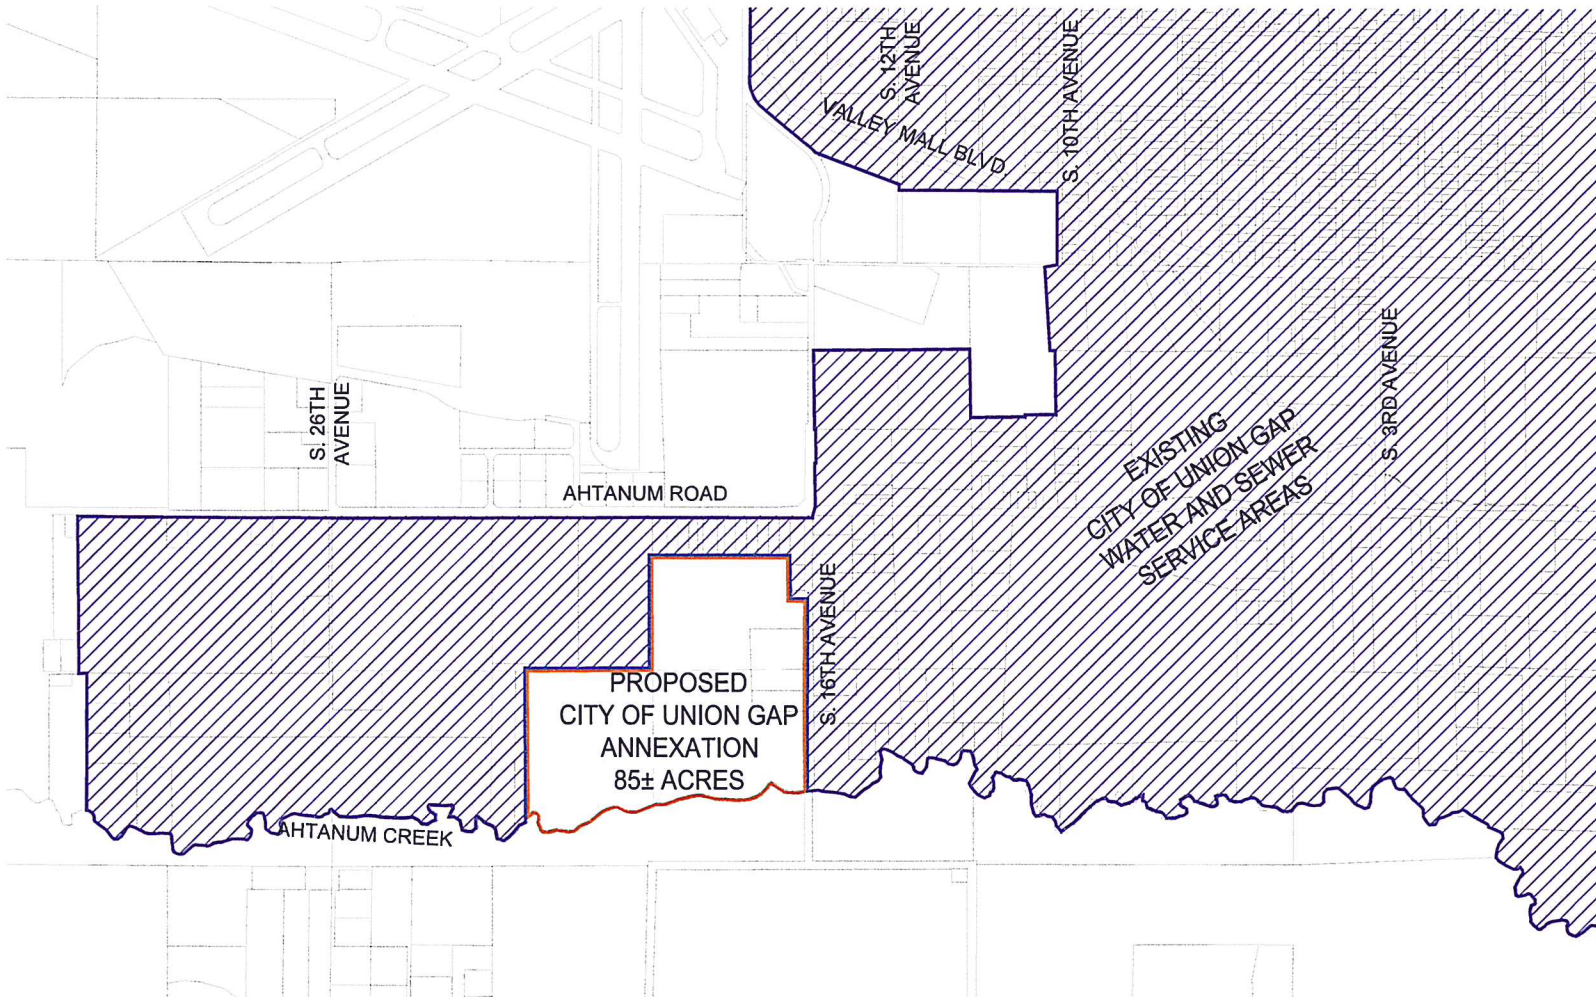 S. 12TH
AVENUE
S. 10TH AVENUE
VALLEY MALL BLVD.
S. 3RD AVENUE
S. 26TH
AVENUE
EXISTING
CITY OF UNION GAP
WATER AND SEWER
SERVICE AREAS
AHTANUM ROAD
S. 16TH AVENUE
PROPOSED
CITY OF UNION GAP
ANNEXATION
85± ACRES
AHTANUM CREEK